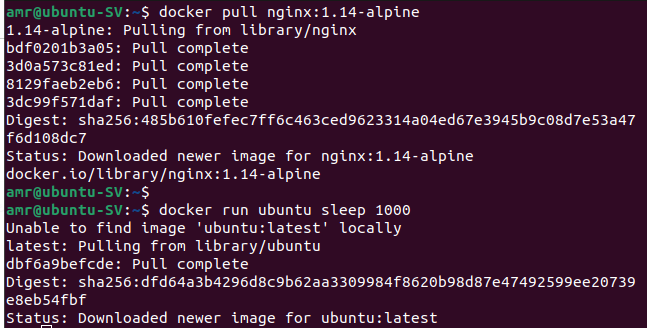 amr@ubuntu-SV:~$ docker pull nginx:1.14-alpine
1.14-alpine: Pulling from library/nginx
bdf0201b3a05: Pull complete
3d0a573c81ed: Pull complete
8129faeb2eb6: Pull complete
3dc99f571daf: Pull complete
Digest: sha256:485b610fefec7ff6c463ced9623314a04ed67e3945b9c08d7e53a47
f6d108dc7
Status: Downloaded newer image for nginx:1.14-alpine
docker.io/library/nginx:1.14-alpine
amr@ubuntu-SV:~$
amr@ubuntu-SV:~$ docker run ubuntu sleep 1000
Unable to find image 'ubuntu:latest' locally
latest: Pulling from library/ubuntu
dbf6a9befcde: Pull complete
Digest: sha256:dfd64a3b4296d8c9b62aa3309984f8620b98d87e47492599ee20739
e8eb54fbf
Status: Downloaded newer image for ubuntu:latest